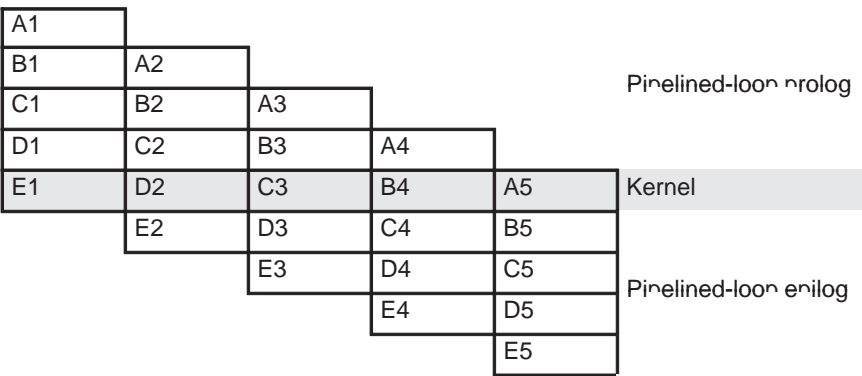 A1
B1 A2
Pipelined-loop prolog
C1 B2 A3
D1 C2 B3 A4
E1 D2 C3 B4 A5 Kernel
E2 D3 C4 B5
E3 D4 C5
Pipelined-loop epilog
E4 D5
E5